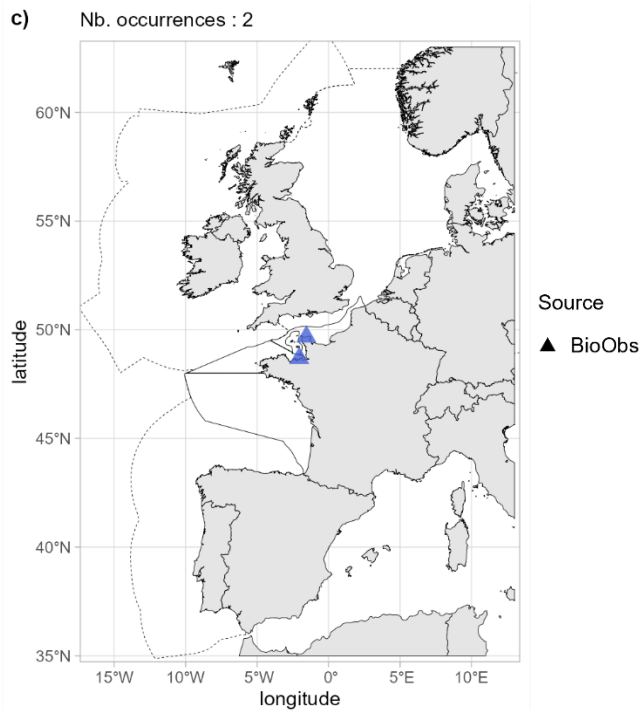 c)
Nb. occurrences : 2
60°N
55°N
50°N
45°N
40°N
35°N
latitude
15°W
10°W
5°W
0°
5°E
10°E
longitude
Source
BioObs